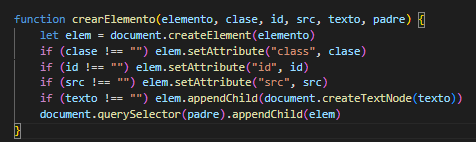 function crearElemento(elemento, clase, id, src, texto, padre) {
    let elem = document.createElement(elemento)
    if (clase !== "") elem.setAttribute("class", clase)
    if (id !== "") elem.setAttribute("id", id)
    if (src !== "") elem.setAttribute("src", src)
    if (texto !== "") elem.appendChild(document.createTextNode(texto))
    document.querySelector(padre).appendChild(elem)
}